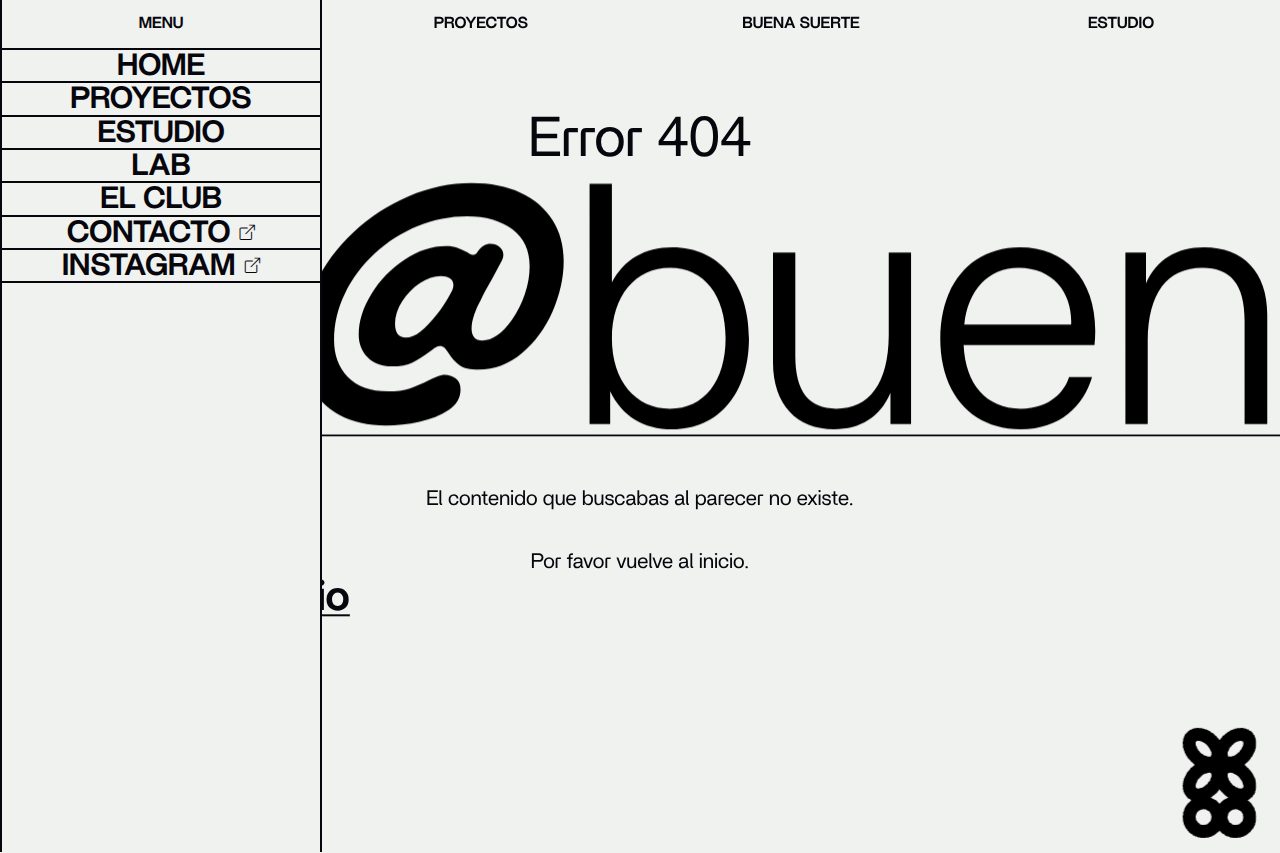 MENU
PROYECTOS
BUENA SUERTE
ESTUDIO
HOME
PROYECTOS
ESTUDIO
LAB
EL CLUB
CONTACTO
INSTAGRAM
Error 404
@buen
El contenido que buscabas al parecer no existe.
Por favor vuelve al inicio.
io